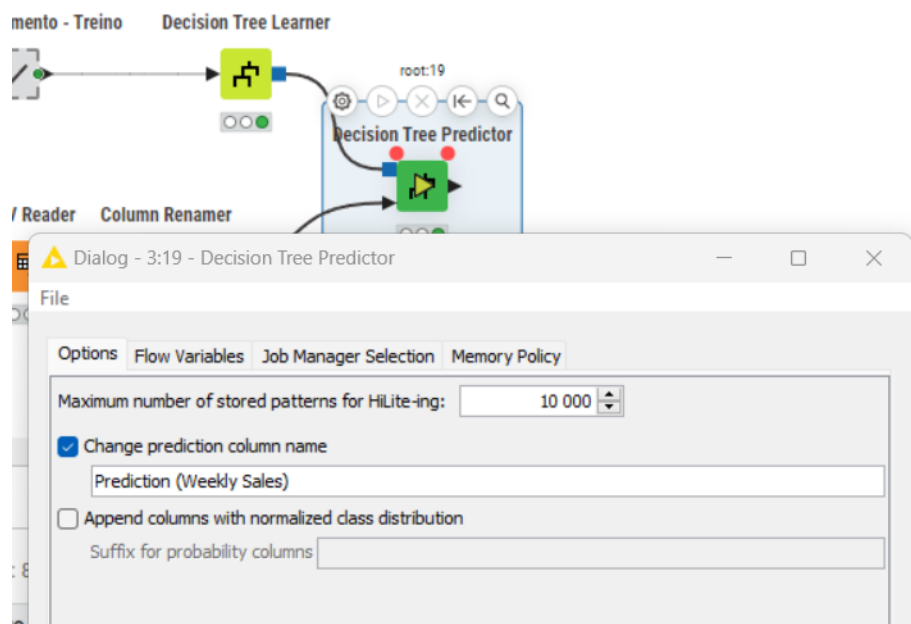 mento - Treino
Decision Tree Learner
root:19
Decision Tree Predictor
/ Reader
Column Renamer
Dialog - 3:19 - Decision Tree Predictor
File
Options
Flow Variables
Job Manager Selection
Memory Policy
Maximum number of stored patterns for HiLite-ing:
10 000
Change prediction column name
Prediction (Weekly Sales)
Append columns with normalized class distribution
Suffix for probability columns